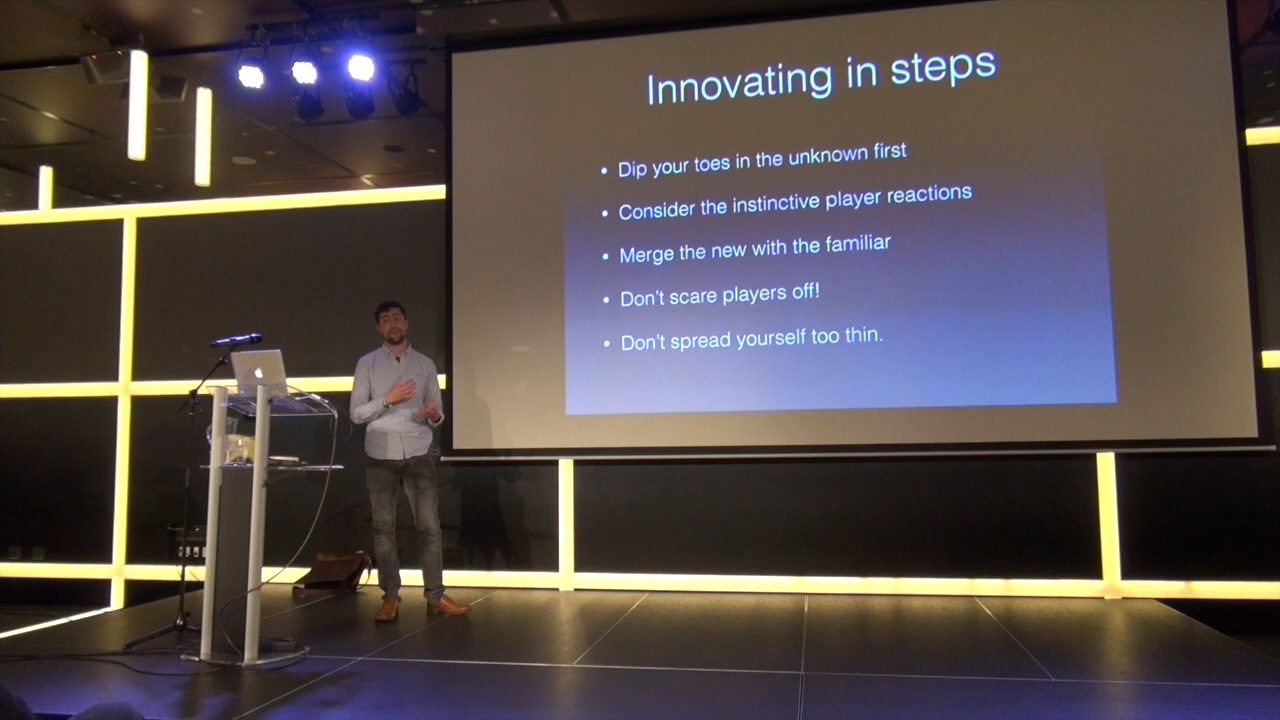 Innovating in steps
• Dip your toes in the unknown first
• Consider the instinctive player reactions
• Merge the new with the familiar
• Don't scare players off!
• Don't spread yourself too thin.